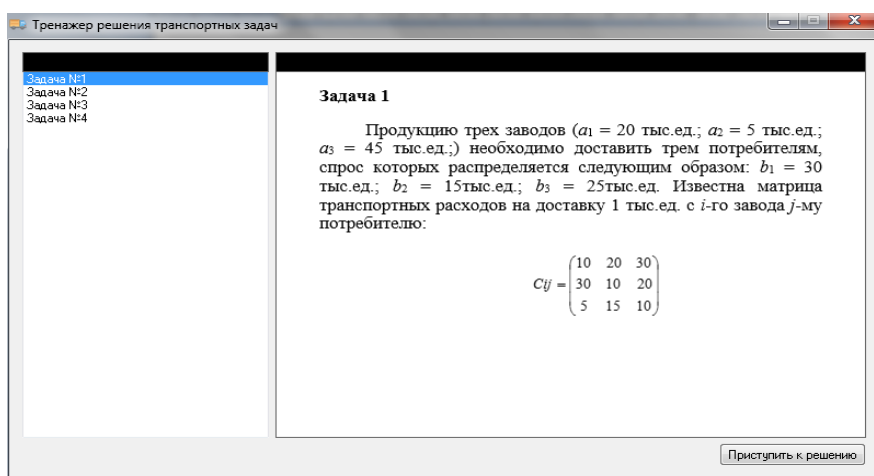 Тренажер решения транспортных задач
Задача №1
Задача №2
Задача №3
Задача №4
Задача 1
Продукцию трех заводов (a1 = 20 тыс.ед.; a2 = 5 тыс.ед.;
a3 = 45 тыс.ед.;) необходимо доставить трем потребителям,
спрос которых распределяется следующим образом: b1 = 30
тыс.ед.; b2 = 15тыс.ед.; b3 = 25тыс.ед. Известна матрица
транспортных расходов на доставку 1 тыс.ед. с i-го завода j-му
потребителю:
10 20 30
Cij = 30 10 20
5 15 10
Приступить к решению